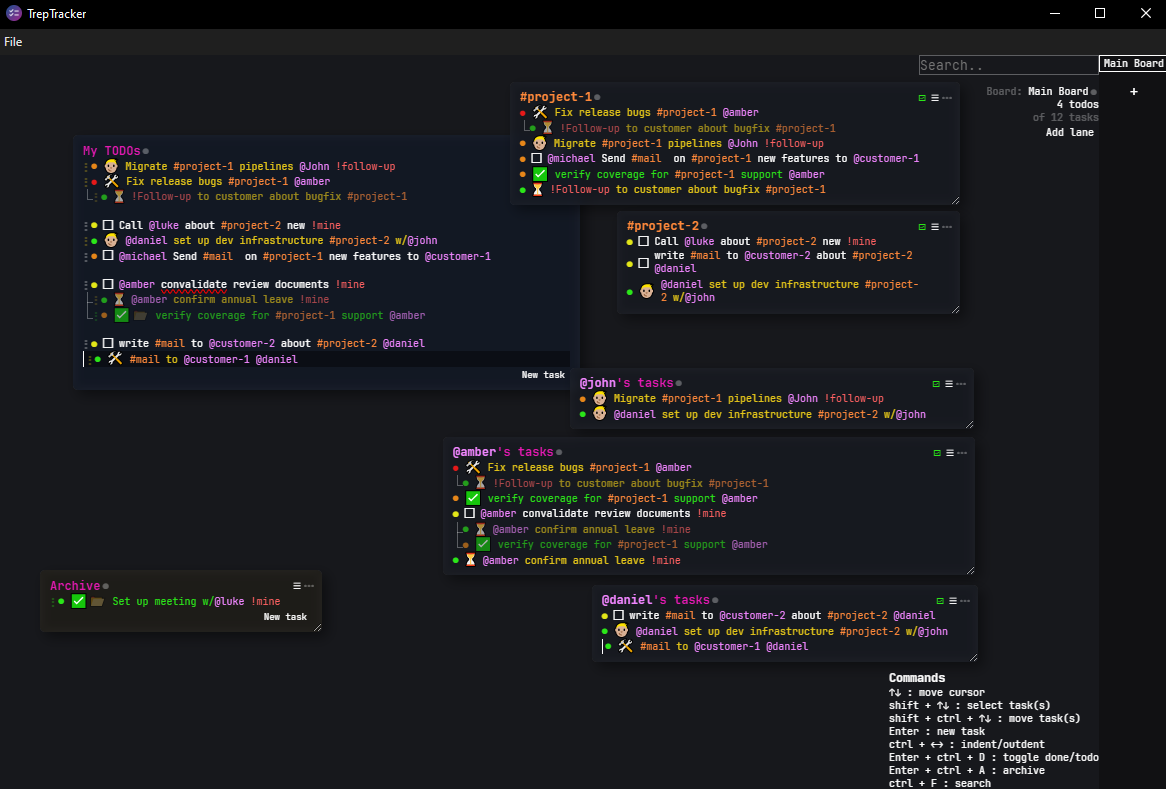 TrepTracker
File
Search..
Main Board
Board: Main Board
+
4 todos
of 12 tasks
Add lane
My TODOs
Migrate #project-1 pipelines @John !follow-up
Fix release bugs #project-1 @amber
!Follow-up to customer about bugfix #project-1
Call @luke about #project-2 new !mine
@daniel set up dev infrastructure #project-2 w/@john
@michael Send #mail on #project-1 new features to @customer-1
@amber convalidate review documents !mine
@amber confirm annual leave !mine
verify coverage for #project-1 support @amber
write #mail to @customer-2 about #project-2 @daniel
#mail to @customer-1 @daniel
New task
#project-1
Fix release bugs #project-1 @amber
!Follow-up to customer about bugfix #project-1
Migrate #project-1 pipelines @John !follow-up
@michael Send #mail on #project-1 new features to @customer-1
verify coverage for #project-1 support @amber
!Follow-up to customer about bugfix #project-1
#project-2
Call @luke about #project-2 new !mine
write #mail to @customer-2 about #project-2
@daniel
@daniel set up dev infrastructure #project-
2 w/@john
@john's tasks
Migrate #project-1 pipelines @John !follow-up
@daniel set up dev infrastructure #project-2 w/@john
@amber's tasks
Fix release bugs #project-1 @amber
!Follow-up to customer about bugfix #project-1
verify coverage for #project-1 support @amber
@amber convalidate review documents !mine
@amber confirm annual leave !mine
verify coverage for #project-1 support @amber
@amber confirm annual leave !mine
Archive
Set up meeting w/@luke !mine
New task
@daniel's tasks
write #mail to @customer-2 about #project-2 @daniel
@daniel set up dev infrastructure #project-2 w/@john
#mail to @customer-1 @daniel
Commands
↑↓ : move cursor
shift + ↑↓ : select task(s)
shift + ctrl + ↑↓ : move task(s)
Enter : new task
ctrl + ↔ : indent/outdent
Enter + ctrl + D : toggle done/todo
Enter + ctrl + A : archive
ctrl + F : search